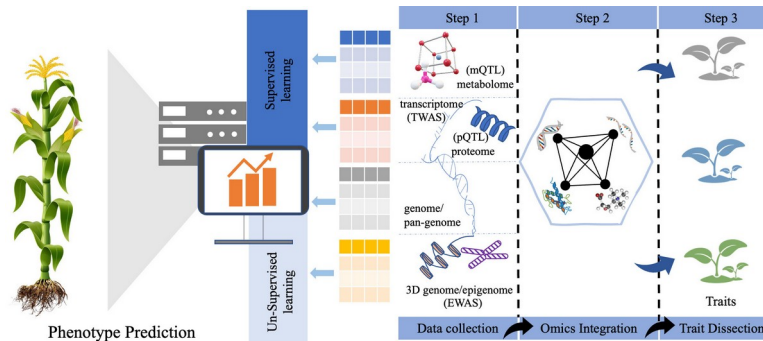 Supervised
learning
Un-Supervised
learning
Phenotype Prediction
Step 1
Step 2
Step 3
(mQTL)
metabolome
transcriptome
(TWAS)
(pQTL)
proteome
genome/
pan-genome
3D genome/epigenome
(EWAS)
Traits
Data collection
Omics Integration
Trait Dissection